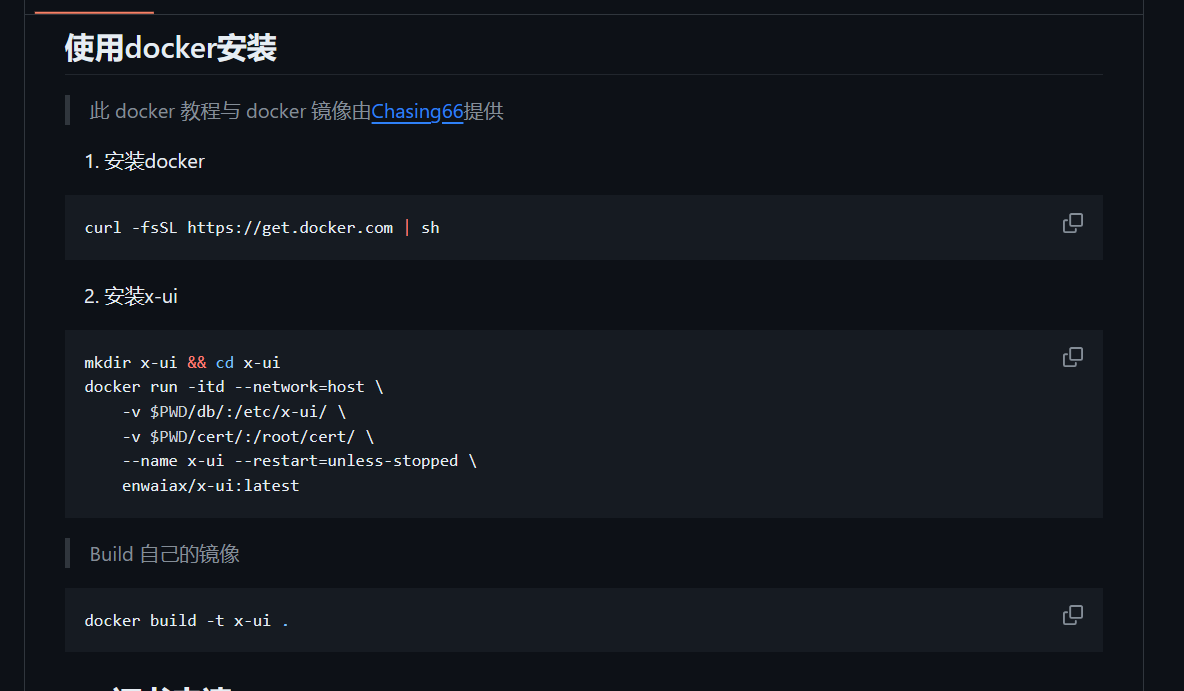 使用docker安装
此 docker 教程与 docker 镜像由Chasing66提供
1. 安装docker
curl -fsSL https://get.docker.com | sh
2. 安装x-ui
mkdir x-ui && cd x-ui
docker run -itd --network=host \
    -v $PWD/db/:/etc/x-ui/ \
    -v $PWD/cert/:/root/cert/ \
    --name x-ui --restart=unless-stopped \
    enwaiax/x-ui:latest
Build 自己的镜像
docker build -t x-ui .